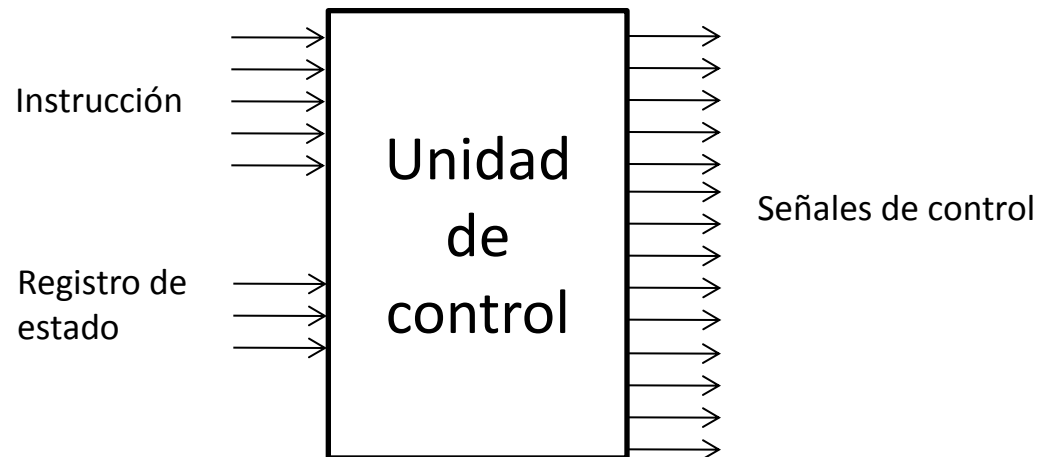 Instrucción
Registro de
estado
Unidad
de
control
Señales de control